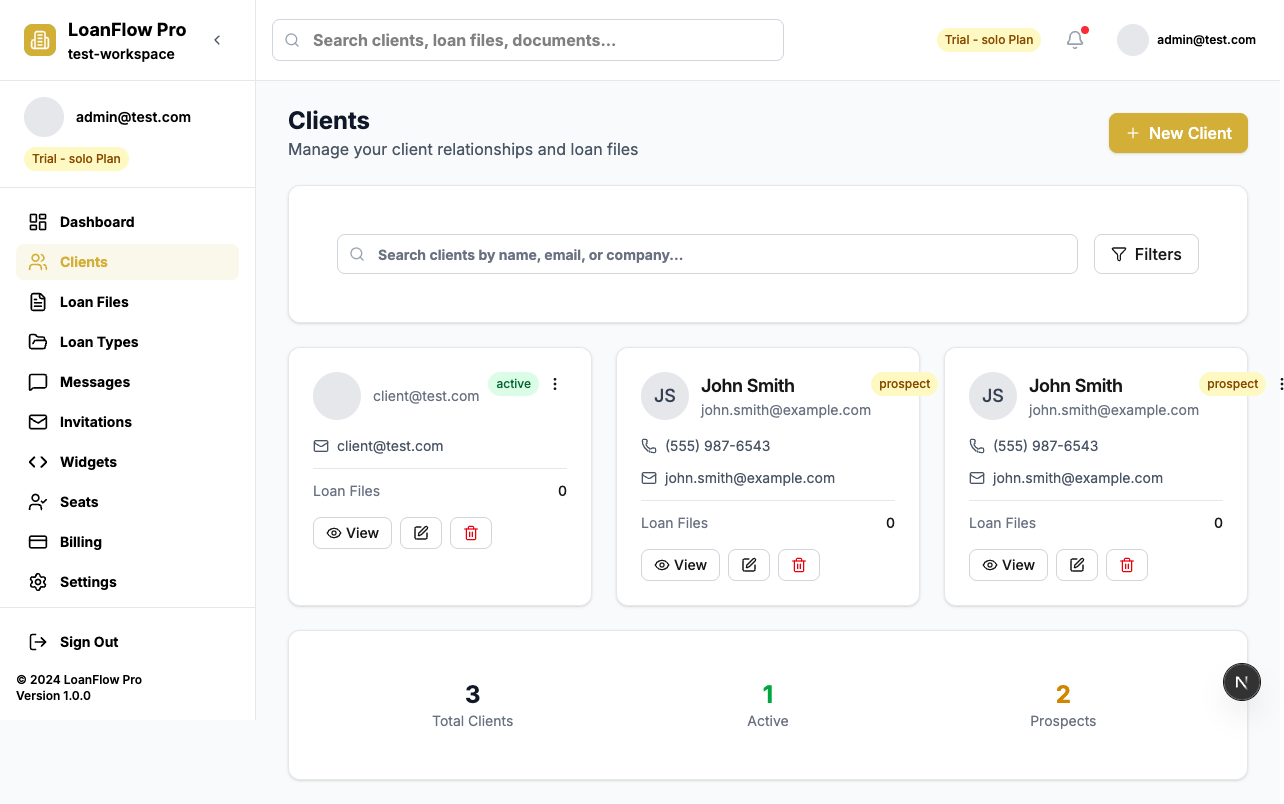 LoanFlow Pro
test-workspace
Search clients, loan files, documents...
Trial - solo Plan
admin@test.com
admin@test.com
Trial - solo Plan
Dashboard
Clients
Loan Files
Loan Types
Messages
Invitations
Widgets
Seats
Billing
Settings
Sign Out
© 2024 LoanFlow Pro
Version 1.0.0
Clients
Manage your client relationships and loan files
New Client
Search clients by name, email, or company...
Filters
client@test.com
active
client@test.com
Loan Files 0
View
JS
John Smith
prospect
john.smith@example.com
(555) 987-6543
john.smith@example.com
Loan Files 0
View
JS
John Smith
prospect
john.smith@example.com
(555) 987-6543
john.smith@example.com
Loan Files 0
View
3
Total Clients
1
Active
2
Prospects
N